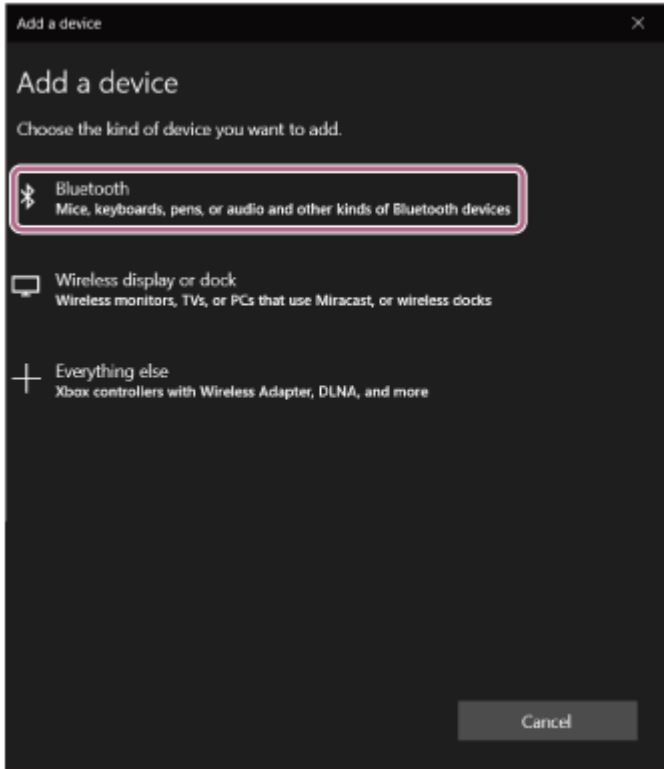 Add a device
Add a device
Choose the kind of device you want to add.
Bluetooth
Mice, keyboards, pens, or audio and other kinds of Bluetooth devices
Wireless display or dock
Wireless monitors, TVs, or PCs that use Miracast, or wireless docks
Everything else
Xbox controllers with Wireless Adapter, DLNA, and more
Cancel